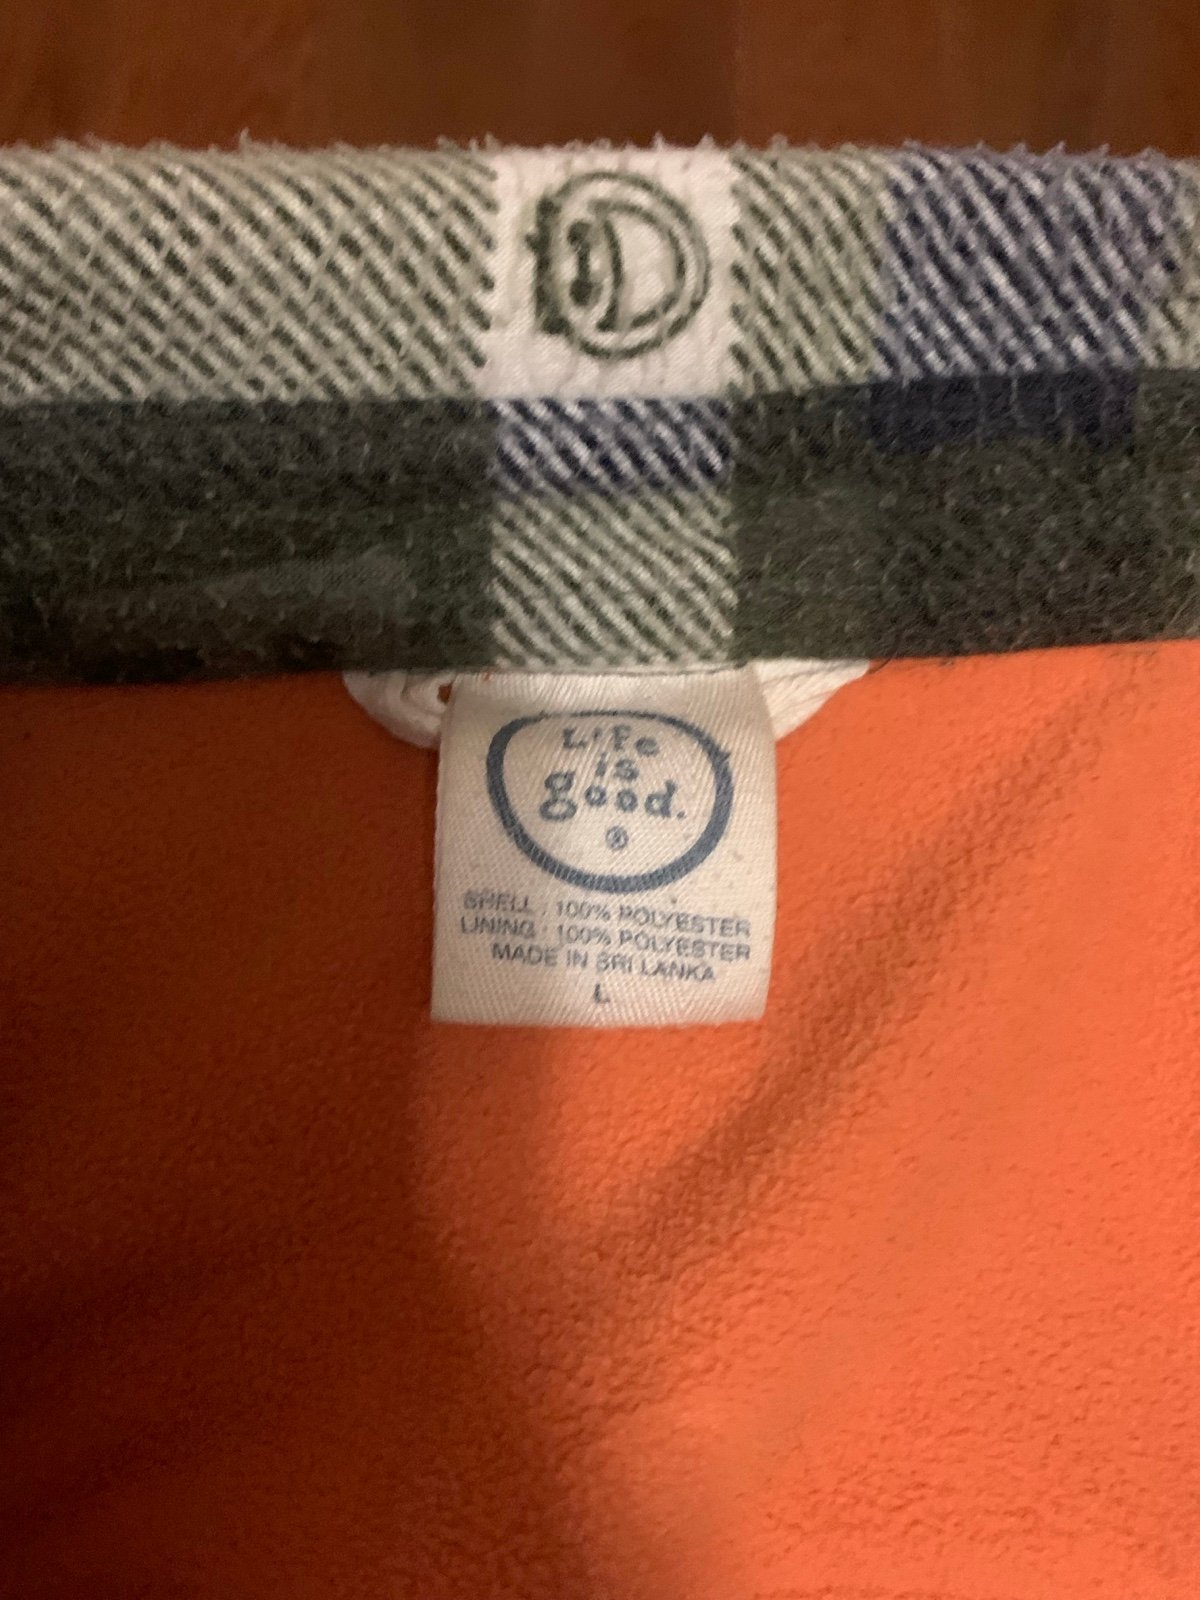 Life
is
good.
®
SHELL : 100% POLYESTER
LINING : 100% POLYESTER
MADE IN SRI LANKA
L